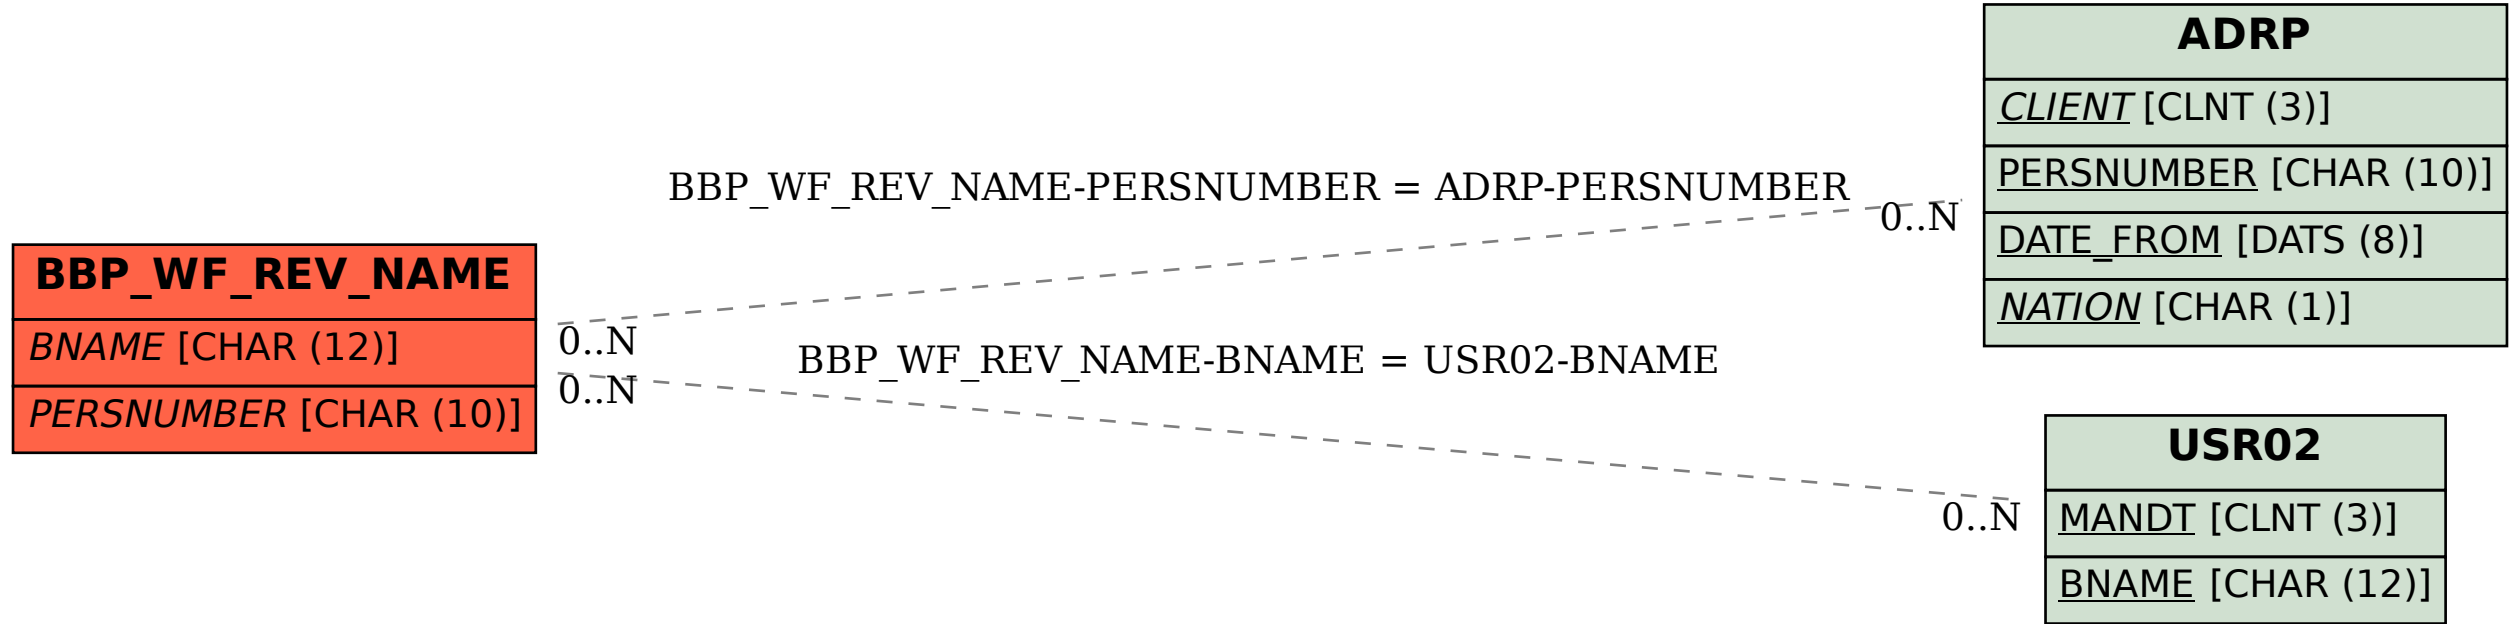 ADRP
CLIENT [CLNT (3)]
PERSNUMBER [CHAR (10)]
DATE_FROM [DATS (8)]
NATION [CHAR (1)]
BBP_WF_REV_NAME-PERSNUMBER = ADRP-PERSNUMBER
0..N
BBP_WF_REV_NAME
BNAME [CHAR (12)]
PERSNUMBER [CHAR (10)]
0..N
BBP_WF_REV_NAME-BNAME = USR02-BNAME
0..N
0..N
USR02
MANDT [CLNT (3)]
BNAME [CHAR (12)]